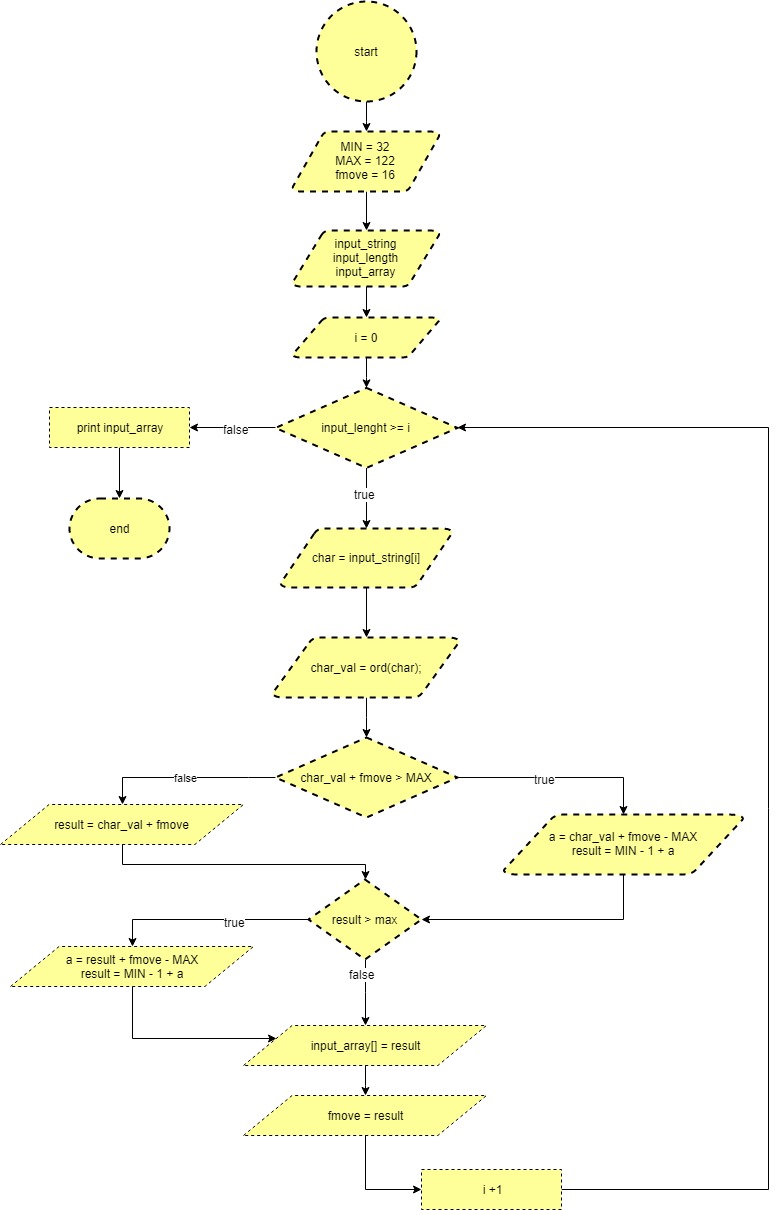 start
MIN = 32
MAX = 122
fmove = 16
input_string
input_length
input_array
i = 0
input_lenght >= i
false
print input_array
end
true
char = input_string[i]
char_val = ord(char);
char_val + fmove > MAX
false
true
result = char_val + fmove
a = char_val + fmove - MAX
result = MIN - 1 + a
result > max
true
a = result + fmove - MAX
result = MIN - 1 + a
false
input_array[] = result
fmove = result
i +1